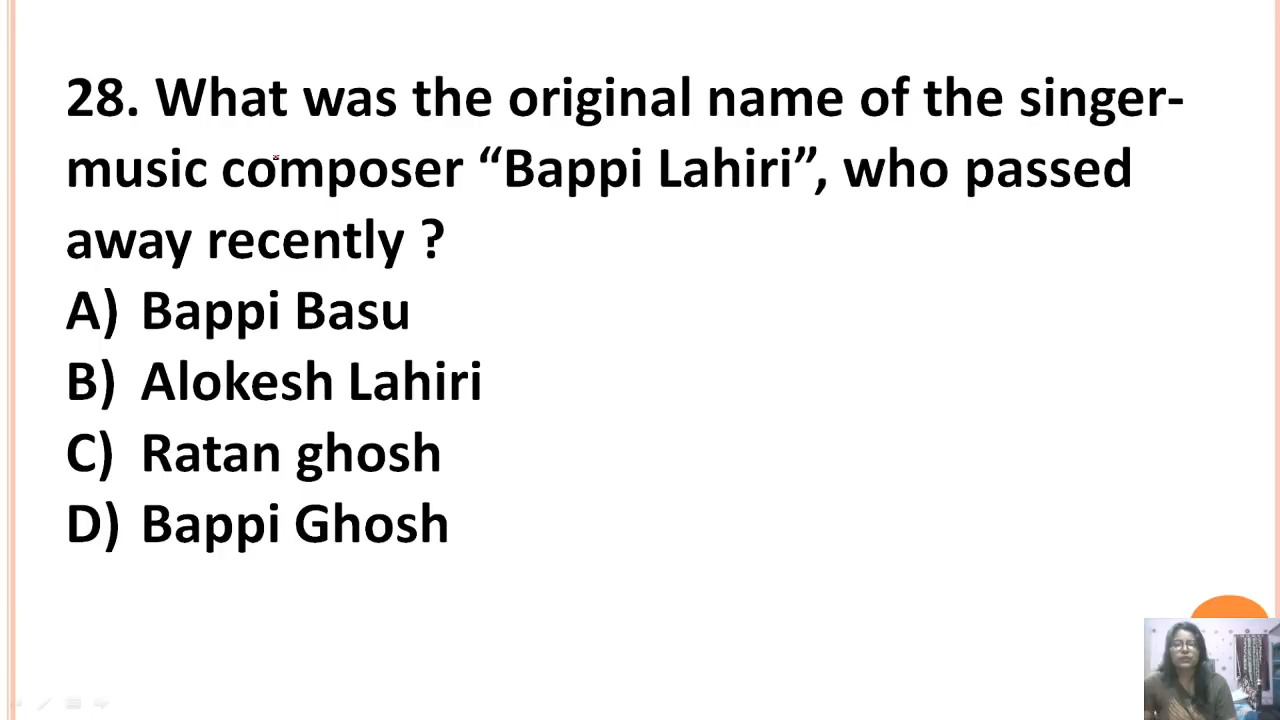 28. What was the original name of the singer-
music composer “Bappi Lahiri”, who passed
away recently ?
A) Bappi Basu
B) Alokesh Lahiri
C) Ratan ghosh
D) Bappi Ghosh